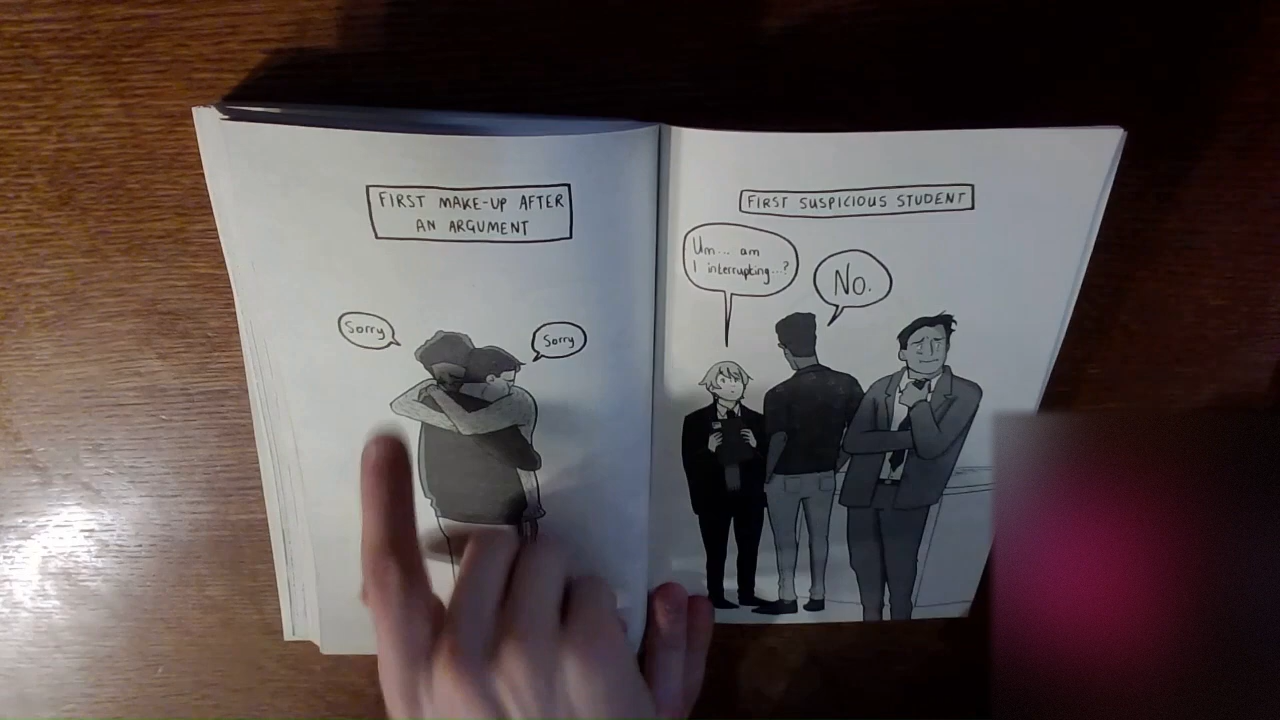 FIRST MAKE-UP AFTER
AN ARGUMENT
Sorry
Sorry
FIRST SUSPICIOUS STUDENT
Um... am
I interrupting...?
No.